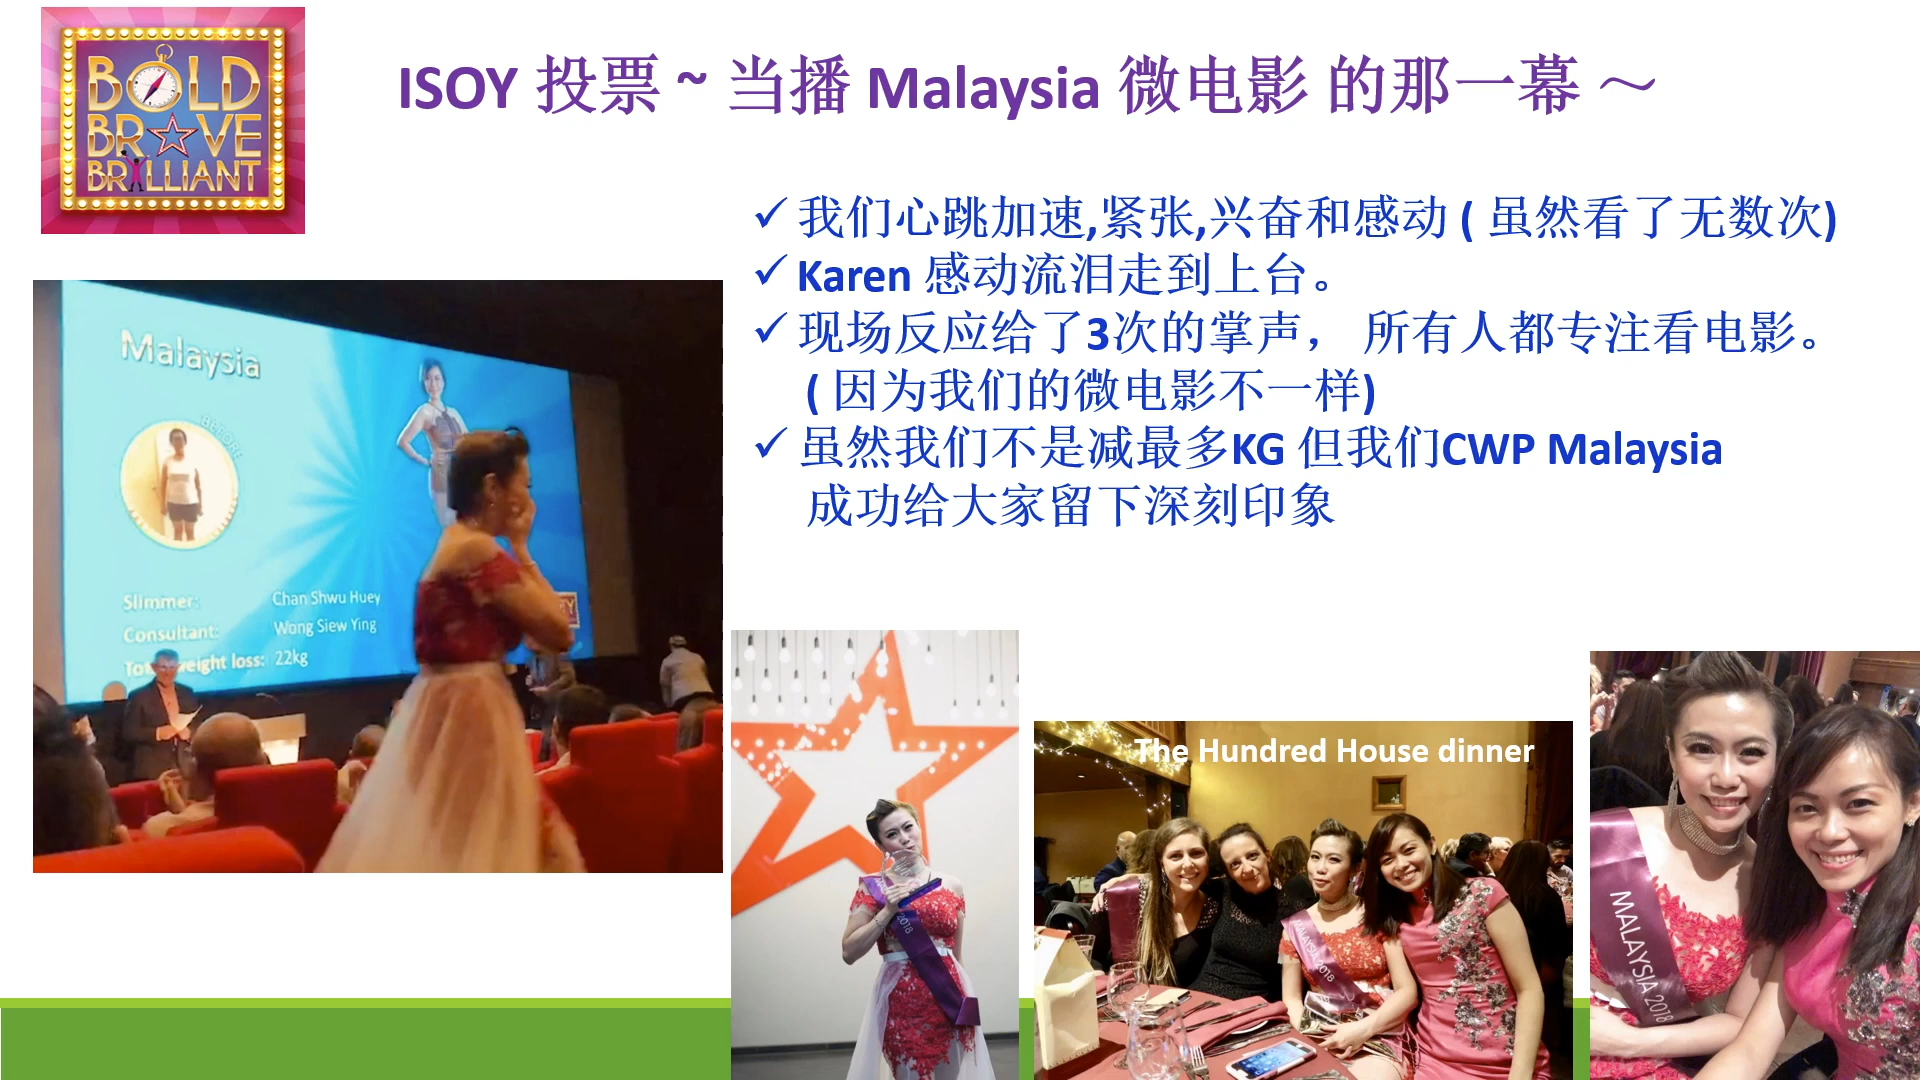 BOLD
BRAVE
BRILLIANT
ISOY 投票 ~ 当播 Malaysia 微电影 的那一幕 ～
✓ 我们心跳加速,紧张,兴奋和感动 ( 虽然看了无数次)
✓ Karen 感动流泪走到上台。
✓ 现场反应给了3次的掌声， 所有人都专注看电影。
( 因为我们的微电影不一样)
✓ 虽然我们不是减最多KG 但我们CWP Malaysia
成功给大家留下深刻印象
Malaysia
BEFORE
Slimmer: Chan Shwu Huey
Consultant: Wong Siew Ying
weight loss: 22kg
2018
The Hundred House dinner
MALAYSIA 2018
MALAYSIA 2018